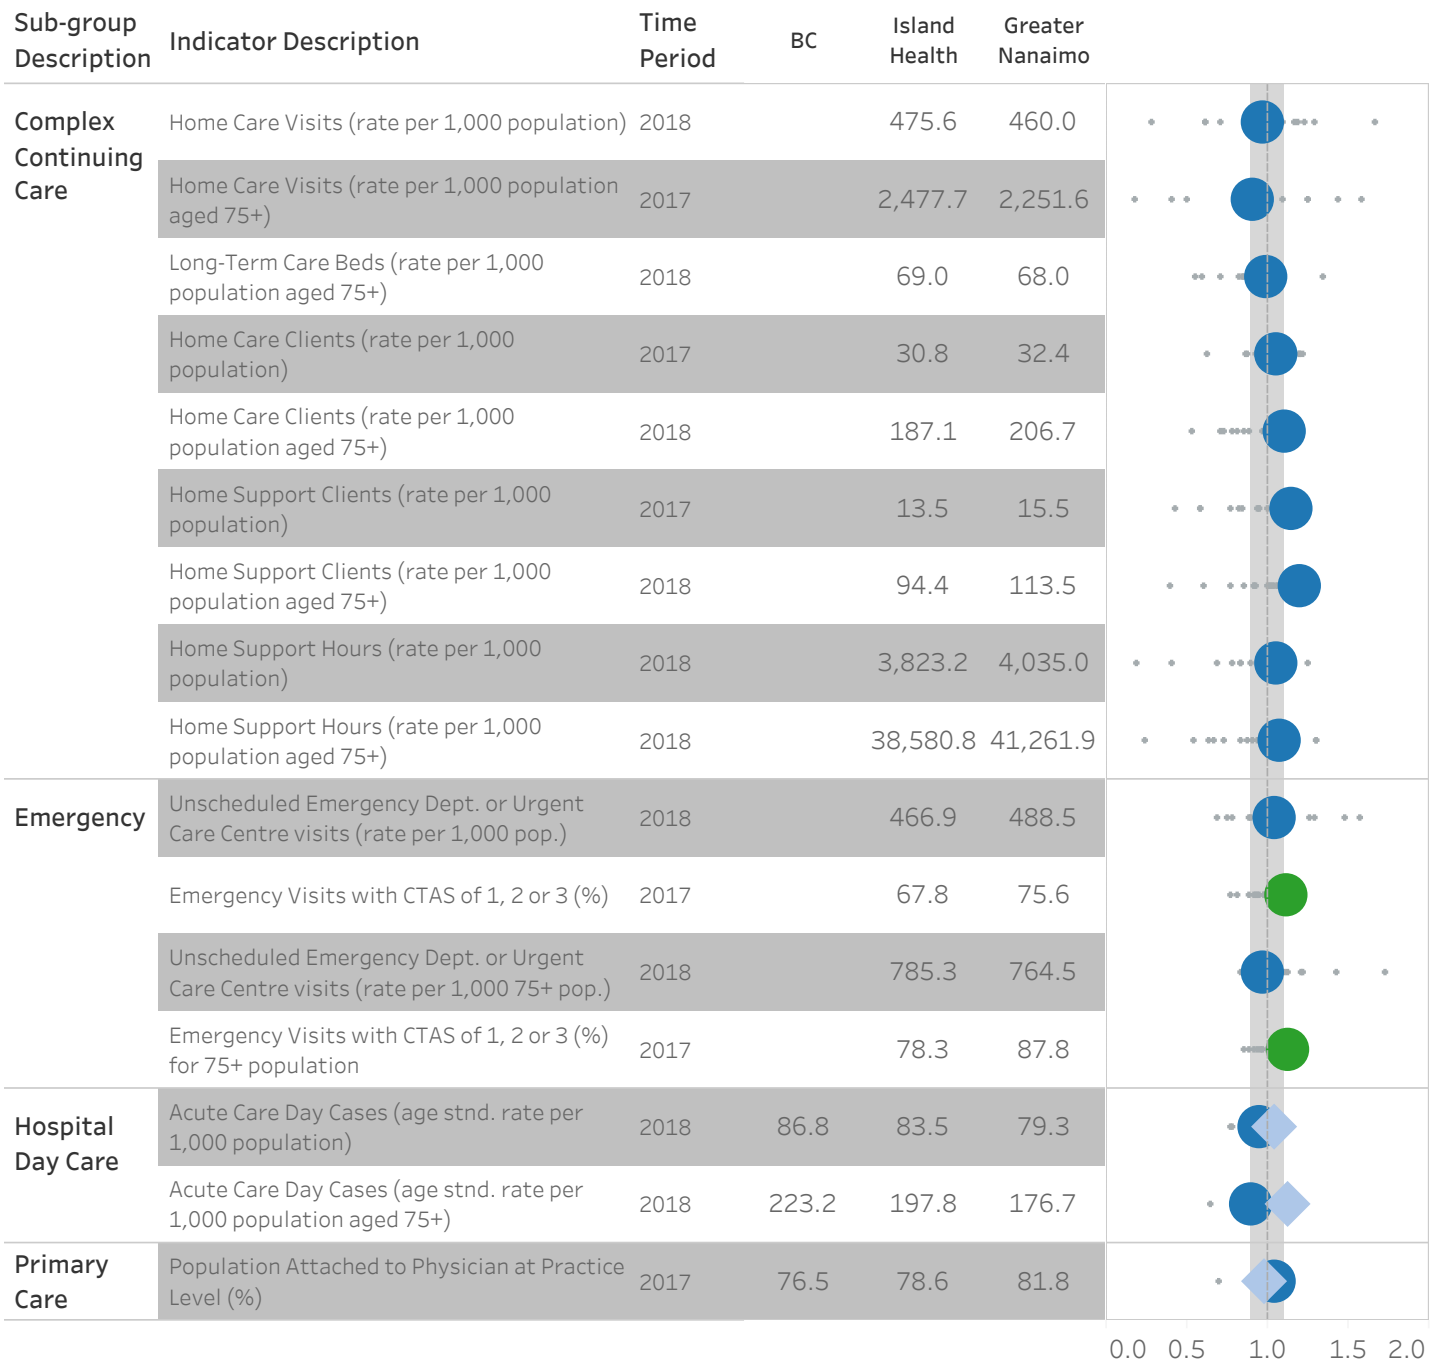 Sub-group
Description
Indicator Description
Time
Period
BC
Island
Health
Greater
Nanaimo
Complex
Continuing
Care
Home Care Visits (rate per 1,000 population) 2018 475.6 460.0
Home Care Visits (rate per 1,000 population
aged 75+)
2017 2,477.7 2,251.6
Long-Term Care Beds (rate per 1,000
population aged 75+)
2018 69.0 68.0
Home Care Clients (rate per 1,000
population)
2017 30.8 32.4
Home Care Clients (rate per 1,000
population aged 75+)
2018 187.1 206.7
Home Support Clients (rate per 1,000
population)
2017 13.5 15.5
Home Support Clients (rate per 1,000
population aged 75+)
2018 94.4 113.5
Home Support Hours (rate per 1,000
population)
2018 3,823.2 4,035.0
Home Support Hours (rate per 1,000
population aged 75+)
2018 38,580.8 41,261.9
Emergency
Unscheduled Emergency Dept. or Urgent
Care Centre visits (rate per 1,000 pop.)
2018 466.9 488.5
Emergency Visits with CTAS of 1, 2 or 3 (%) 2017 67.8 75.6
Unscheduled Emergency Dept. or Urgent
Care Centre visits (rate per 1,000 75+ pop.)
2018 785.3 764.5
Emergency Visits with CTAS of 1, 2 or 3 (%)
for 75+ population
2017 78.3 87.8
Hospital
Day Care
Acute Care Day Cases (age stnd. rate per
1,000 population)
2018 86.8 83.5 79.3
Acute Care Day Cases (age stnd. rate per
1,000 population aged 75+)
2018 223.2 197.8 176.7
Primary
Care
Population Attached to Physician at Practice
Level (%)
2017 76.5 78.6 81.8
0.0 0.5 1.0 1.5 2.0